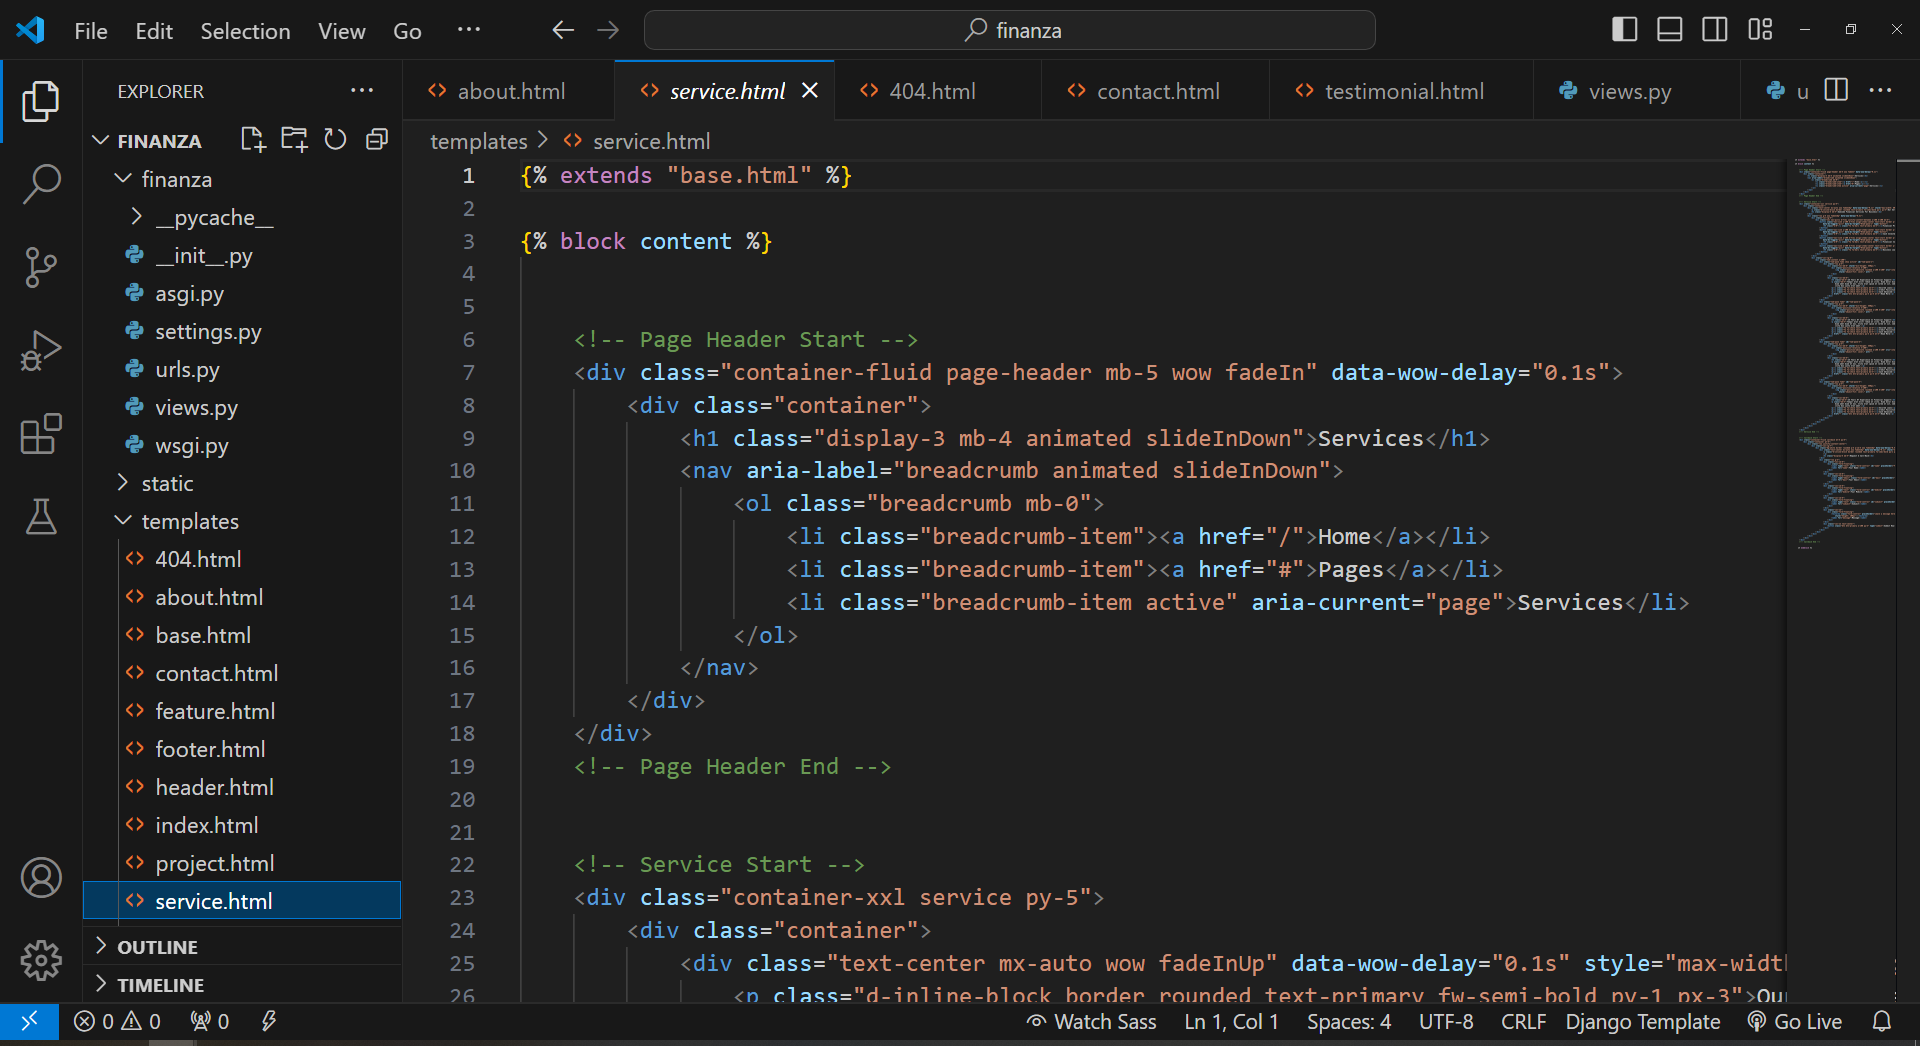 File Edit Selection View Go ··· finanza
EXPLORER ···
about.html service.html 404.html contact.html testimonial.html views.py u ···
FINANZA
templates > service.html
finanza
__pycache__
__init__.py
asgi.py
settings.py
urls.py
views.py
wsgi.py
static
templates
404.html
about.html
base.html
contact.html
feature.html
footer.html
header.html
index.html
project.html
service.html
OUTLINE
TIMELINE
1 {% extends "base.html" %}
2
3 {% block content %}
4
5
6 <!-- Page Header Start -->
7 <div class="container-fluid page-header mb-5 wow fadeIn" data-wow-delay="0.1s">
8 <div class="container">
9 <h1 class="display-3 mb-4 animated slideInDown">Services</h1>
10 <nav aria-label="breadcrumb animated slideInDown">
11 <ol class="breadcrumb mb-0">
12 <li class="breadcrumb-item"><a href="/">Home</a></li>
13 <li class="breadcrumb-item"><a href="#">Pages</a></li>
14 <li class="breadcrumb-item active" aria-current="page">Services</li>
15 </ol>
16 </nav>
17 </div>
18 </div>
19 <!-- Page Header End -->
20
21
22 <!-- Service Start -->
23 <div class="container-xxl service py-5">
24 <div class="container">
25 <div class="text-center mx-auto wow fadeInUp" data-wow-delay="0.1s" style="max-widt
26 <p class="d-inline-block border rounded text-primary fw-semi-bold py-1 px-3">Ou
0 0 0 Watch Sass Ln 1, Col 1 Spaces: 4 UTF-8 CRLF Django Template Go Live